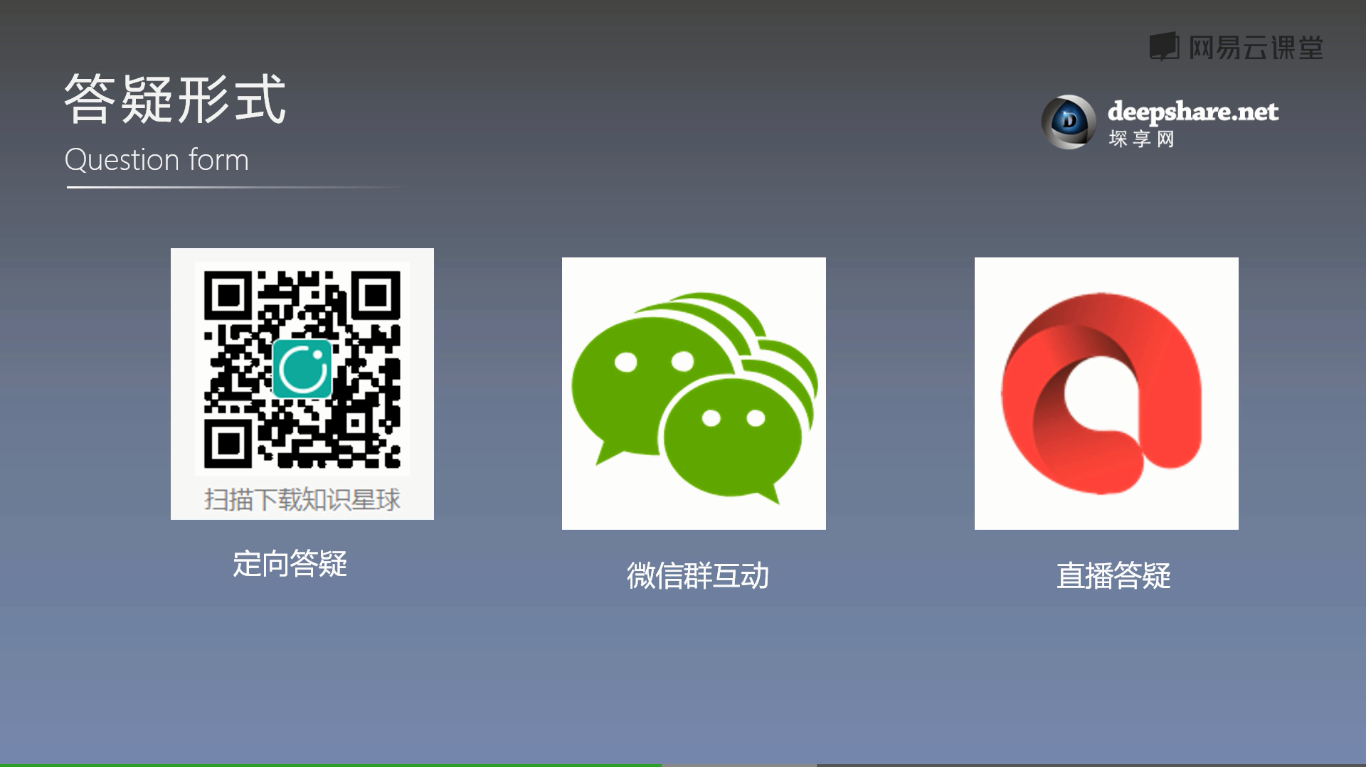 网易云课堂
答疑形式
Question form
deepshare.net
深享网
扫描下载知识星球
定向答疑
微信群互动
直播答疑